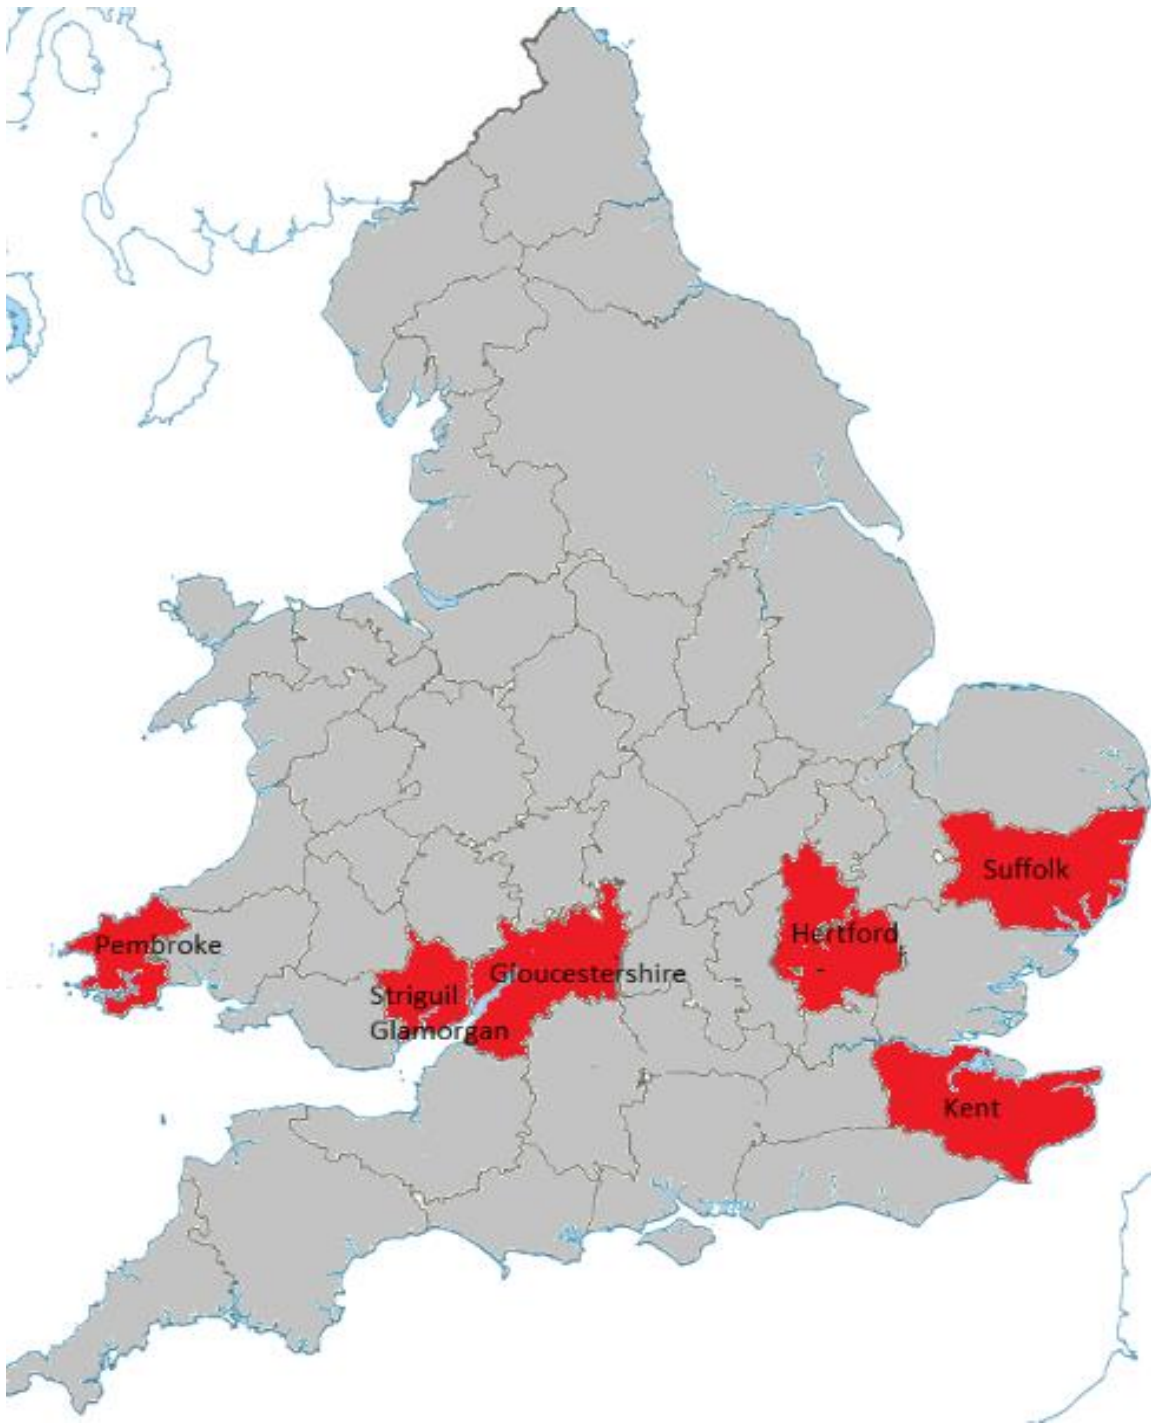 Suffolk
Hertford
Pembroke
Gloucestershire
Striguil
Glamorgan
Kent